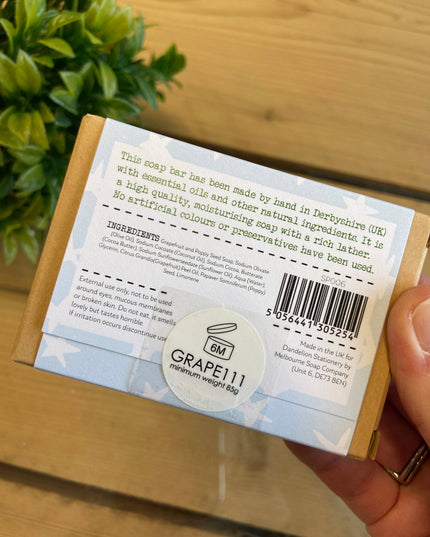 This soap bar has been made by hand in Derbyshire (UK)
with essential oils and other natural ingredients. It is
a high quality, moisturising soap with a rich lather.
No artificial colours or preservatives have been used.
INGREDIENTS Grapefruit and Poppy Seed Soap, Sodium Olivate
(Olive Oil), Sodium Cocoate (Coconut Oil), Sodium Cocoa, Butterate
(Cocoa Butter), Sodium Sunflowerseedate (Sunflower Oil), Aqua (Water),
Glycerin, Citrus Grandis(Grapefruit) Peel Oil, Papaver Somniferum (Poppy)
Seed, Limonene
External use only, not to be used
around eyes, mucous membranes
or broken skin. Do not eat, it smells
lovely but tastes horrible.
If irritation occurs discontinue use
SP006
5 056441 305254
Made in the UK for
Dandelion Stationery by
Melbourne Soap Company
(Unit 6, DE73 8EN)
6M
GRAPE111
minimum weight 85g